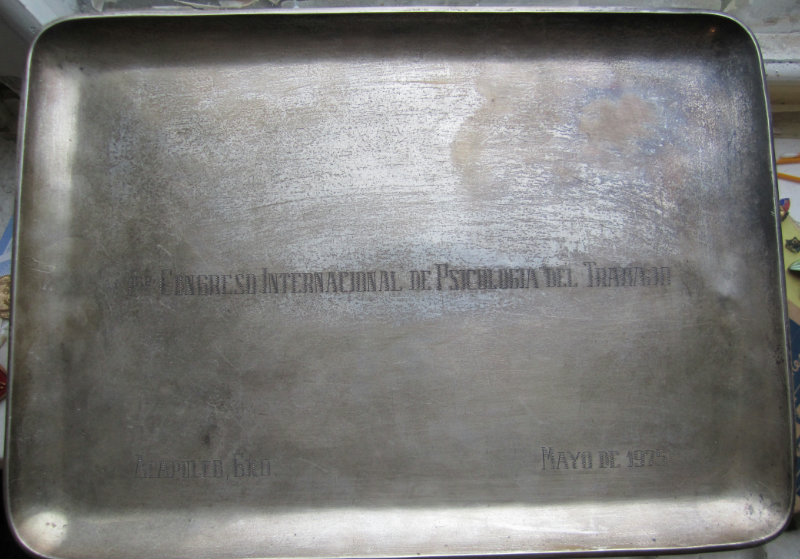 Congreso Internacional de Psicologia del Trabajo
Acapulco, Gro.
Mayo de 1975